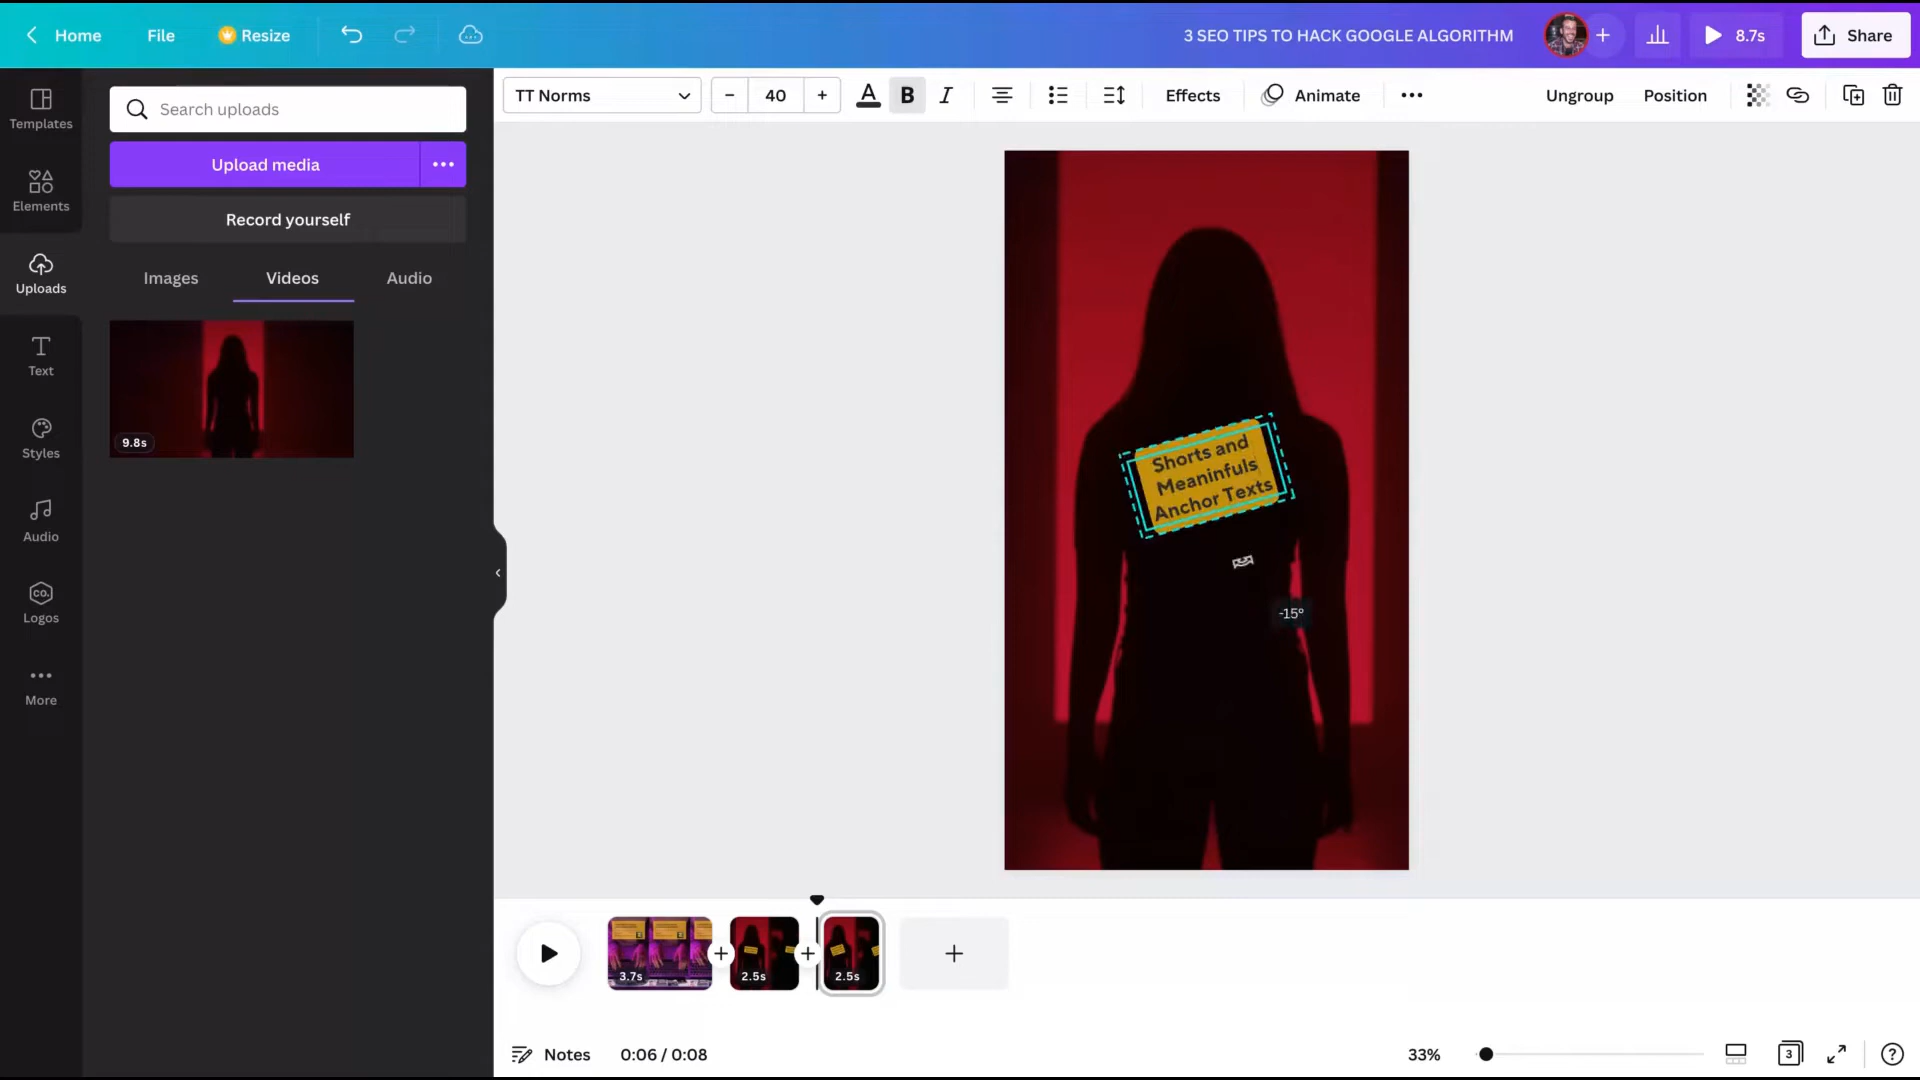 Home
File
Resize
3 SEO TIPS TO HACK GOOGLE ALGORITHM
8.7s
Share
Templates
Elements
Uploads
Text
Styles
Audio
CO.
Logos
More
Search uploads
Upload media
Record yourself
Images
Videos
Audio
9.8s
TT Norms
40
A
B
I
Effects
Animate
Ungroup
Position
Shorts and
Meaninfuls
Anchor Texts
-15°
3.7s
2.5s
2.5s
Notes
0:06 / 0:08
33%
3
?